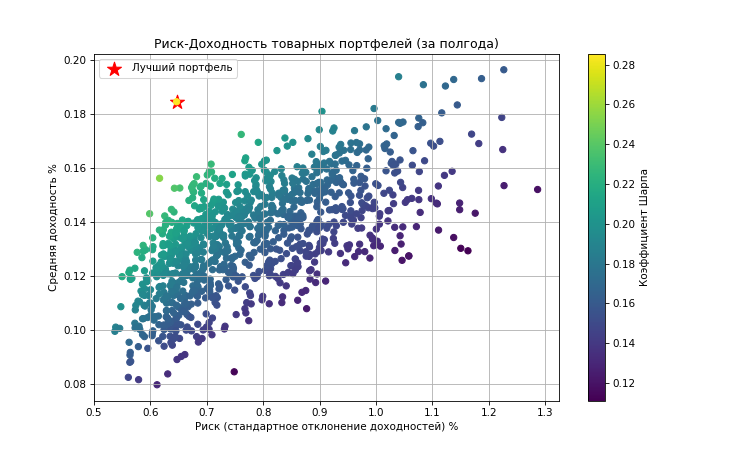 Риск-Доходность товарных портфелей (за полгода)
Лучший портфель
Средняя доходность %
0.20
0.18
0.16
0.14
0.12
0.10
0.08
0.5 0.6 0.7 0.8 0.9 1.0 1.1 1.2 1.3
Риск (стандартное отклонение доходностей) %
0.28
0.26
0.24
0.22
0.20
0.18
0.16
0.14
0.12
Коэффициент Шарпа